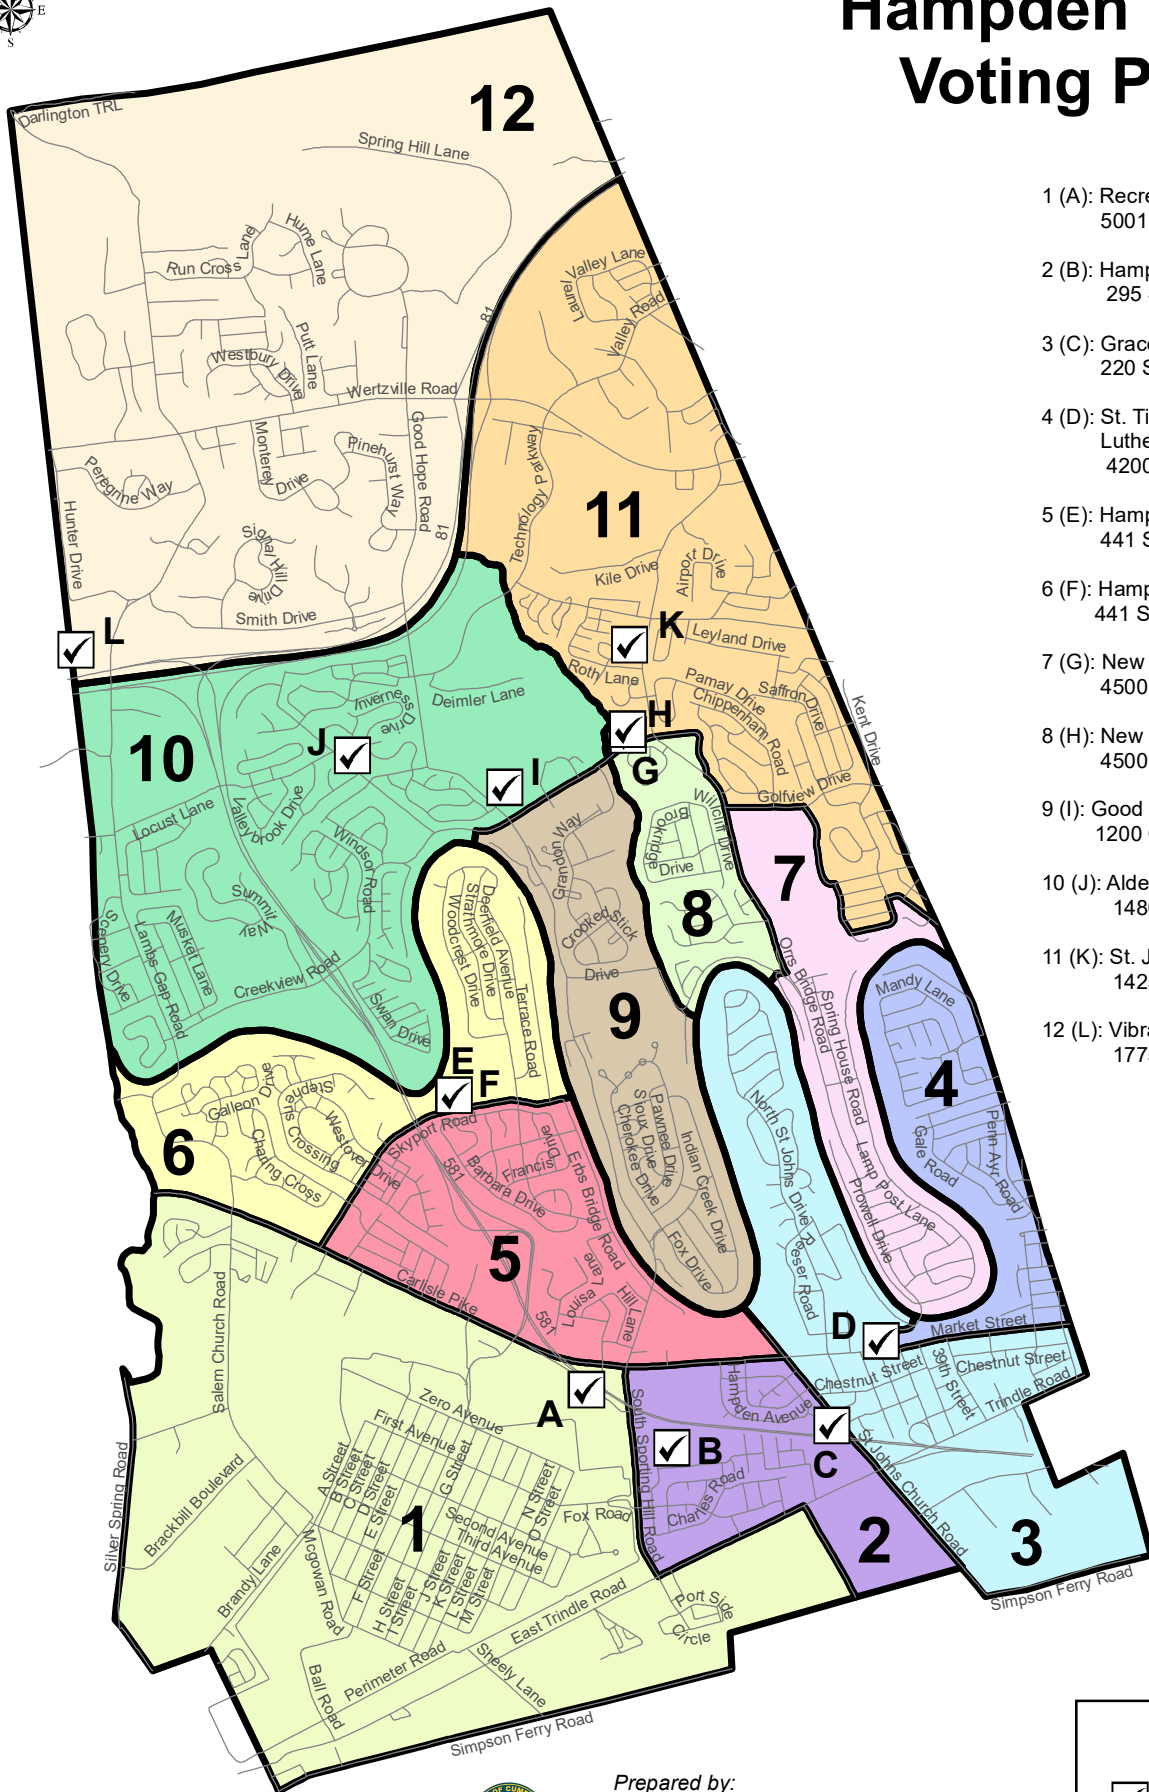 Hampden
Voting P
E
S
12
Darlington TRL
Spring Hill Lane
1 (A): Recre
5001
Hume Lane
Run Cross Lane
Laurel Valley Lane
Valley Road
2 (B): Hamp
295
81
3 (C): Grace
220 S
Putt Lane
Westbury Drive
Wertzville Road
4 (D): St. Ti
Luthe
4200
Good Hope Road
Monterey Drive
Pinehurst Way
Peregrine Way
Technology Parkway
11
5 (E): Hamp
441 S
Hunter Drive
Signal Hill Drive
81
Kile Drive
Airport Drive
6 (F): Hamp
441 S
Smith Drive
L
K
Leyland Drive
7 (G): New
4500
Roth Lane
Pamay Drive
Saffron Drive
Chippenham Road
Kent Drive
Inverness Drive
Deimler Lane
H
8 (H): New
4500
10
J
I
G
Golfview Drive
Locust Lane
Valleybrook Drive
Windsor Road
Grandon Way
Brookridge Drive
Willcliff Drive
9 (I): Good
1200
7
Summit Way
Deerfield Avenue
Strathmore Drive
Woodcrest Drive
Crooked Stick Drive
8
10 (J): Alde
148
Scenery Drive
Lambs Gap Road
Musket Lane
Creekview Road
Swan Drive
Terrace Road
9
Orrs Bridge Road
Spring House Road
Mandy Lane
11 (K): St. J
142
12 (L): Vibra
177
E
F
4
Galleon Drive
Stephens Crossing
Westover Drive
Charing Cross
6
Skyport Road
Pawnee Drive
Sioux Drive
Cherokee Drive
Indian Creek Drive
North St Johns Drive
Gale Road
Penn Ayr Road
581
Barbara Drive
Francis Drive
Erbs Bridge Road
Lamp Post Lane
Prowell Drive
5
Fox Drive
Reeser Road
Carlisle Pike
Louisa Lane
Hill Lane
581
Salem Church Road
D
Market Street
Chestnut Street
Chestnut Street
39th Street
Trindle Road
A
Hampden Avenue
Zero Avenue
First Avenue
South Sporting Hill Road
B
C
St Johns Church Road
Silver Spring Road
Brackbill Boulevard
A Street
B Street
C Street
D Street
E Street
G Street
N Street
O Street
Charles Road
1
Second Avenue
Third Avenue
Fox Road
2
3
Brandy Lane
Mcgowan Road
F Street
H Street
I Street
J Street
K Street
L Street
M Street
East Trindle Road
Port Side Circle
Simpson Ferry Road
Perimeter Road
Sheely Lane
Ball Road
Simpson Ferry Road
OF CUM
Prepared by: